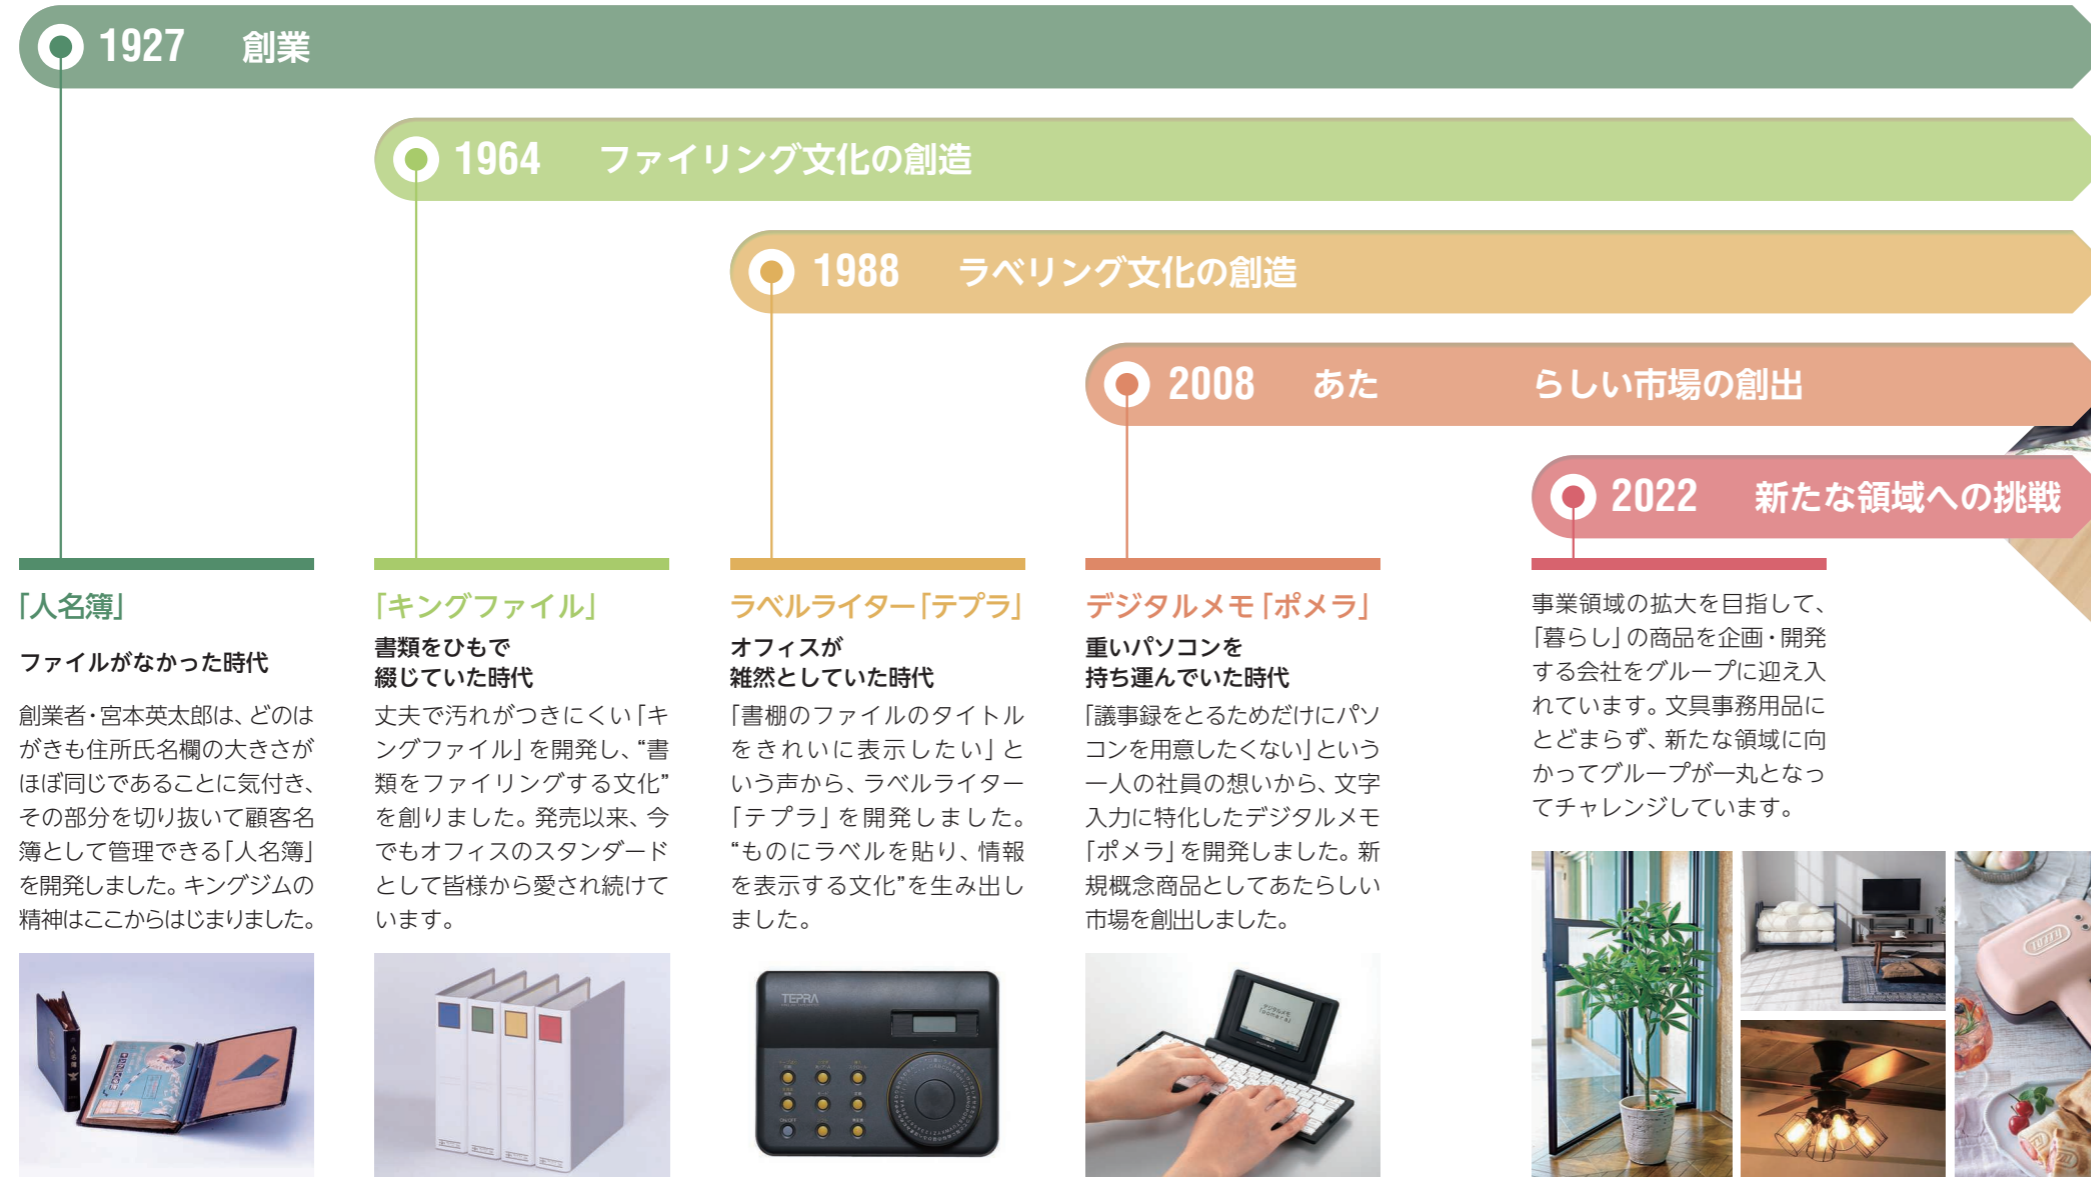 1927 創業
1964 ファイリング文化の創造
1988 ラベリング文化の創造
2008 あた らしい市場の創出
2022 新たな領域への挑戦
「人名簿」
ファイルがなかった時代
創業者・宮本英太郎は、どのは
がきも住所氏名欄の大きさが
ほぼ同じであることに気付き、
その部分を切り抜いて顧客名
簿として管理できる「人名簿」
を開発しました。キングジムの
精神はここからはじまりました。
「キングファイル」
書類をひもで
綴じていた時代
丈夫で汚れがつきにくい「キ
ングファイル」を開発し、“書
類をファイリングする文化”
を創りました。発売以来、今
でもオフィスのスタンダード
として皆様から愛され続けて
います。
ラベルライター「テプラ」
オフィスが
雑然としていた時代
「書棚のファイルのタイトル
をきれいに表示したい」と
いう声から、ラベルライター
「テプラ」を開発しました。
“ものにラベルを貼り、情報
を表示する文化”を生み出し
ました。
TEPRA
デジタルメモ「ポメラ」
重いパソコンを
持ち運んでいた時代
「議事録をとるためだけにパソ
コンを用意したくない」という
一人の社員の想いから、文字
入力に特化したデジタルメモ
「ポメラ」を開発しました。新
規概念商品としてあたらしい
市場を創出しました。
事業領域の拡大を目指して、
「暮らし」の商品を企画・開発
する会社をグループに迎え入
れています。文具事務用品に
とどまらず、新たな領域に向
かってグループが一丸となっ
てチャレンジしています。
人名簿